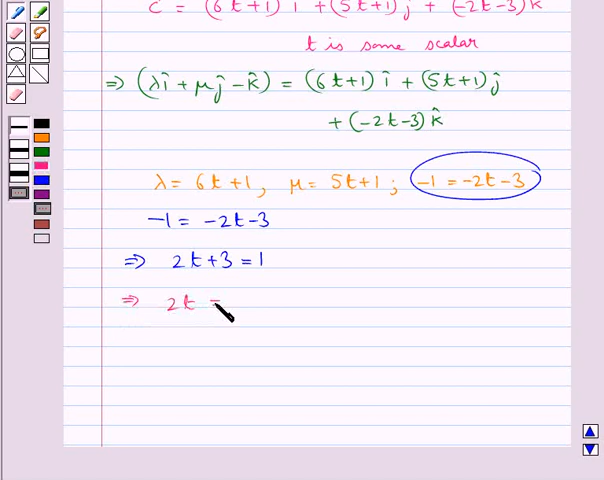 c⃗ = (6t+1) î + (5t+1) ĵ + (-2t-3) k̂
t is some scalar
⇒ (λî + μĵ - k̂) = (6t+1) î + (5t+1) ĵ
+ (-2t-3) k̂
λ = 6t+1, μ = 5t+1; -1 = -2t-3
-1 = -2t-3
⇒ 2t+3 = 1
⇒ 2t =